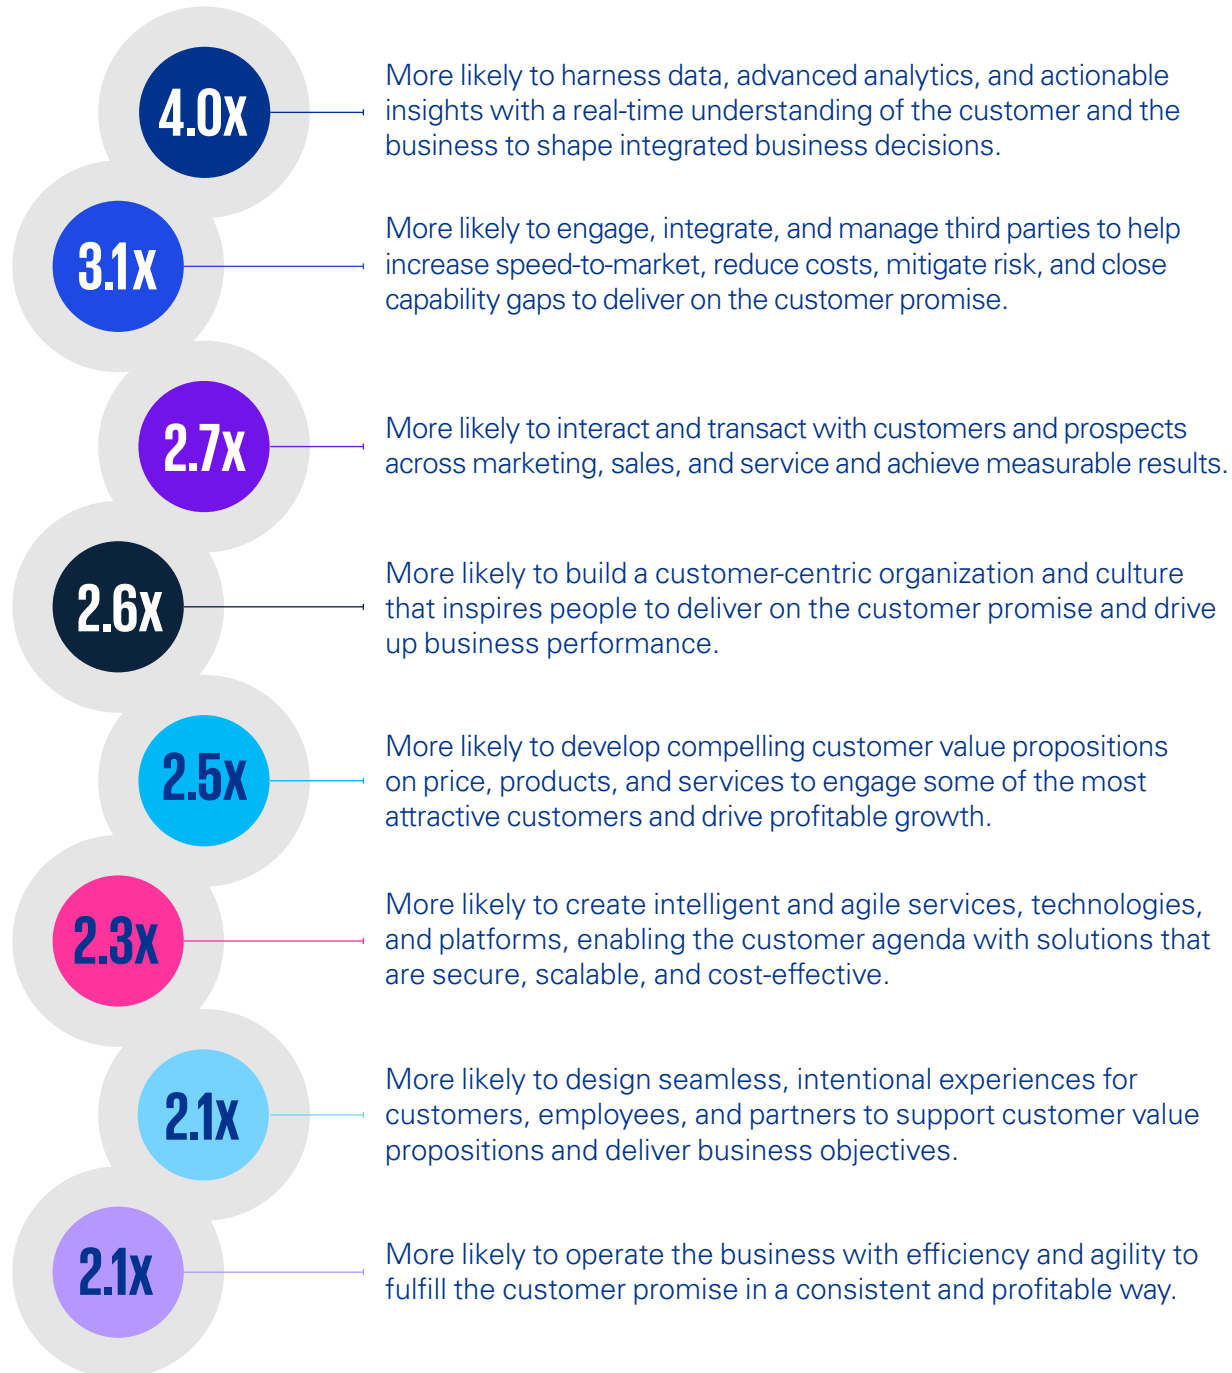 4.0x
More likely to harness data, advanced analytics, and actionable
insights with a real-time understanding of the customer and the
business to shape integrated business decisions.
3.1x
More likely to engage, integrate, and manage third parties to help
increase speed-to-market, reduce costs, mitigate risk, and close
capability gaps to deliver on the customer promise.
2.7x
More likely to interact and transact with customers and prospects
across marketing, sales, and service and achieve measurable results.
2.6x
More likely to build a customer-centric organization and culture
that inspires people to deliver on the customer promise and drive
up business performance.
2.5x
More likely to develop compelling customer value propositions
on price, products, and services to engage some of the most
attractive customers and drive profitable growth.
2.3x
More likely to create intelligent and agile services, technologies,
and platforms, enabling the customer agenda with solutions that
are secure, scalable, and cost-effective.
2.1x
More likely to design seamless, intentional experiences for
customers, employees, and partners to support customer value
propositions and deliver business objectives.
2.1x
More likely to operate the business with efficiency and agility to
fulfill the customer promise in a consistent and profitable way.